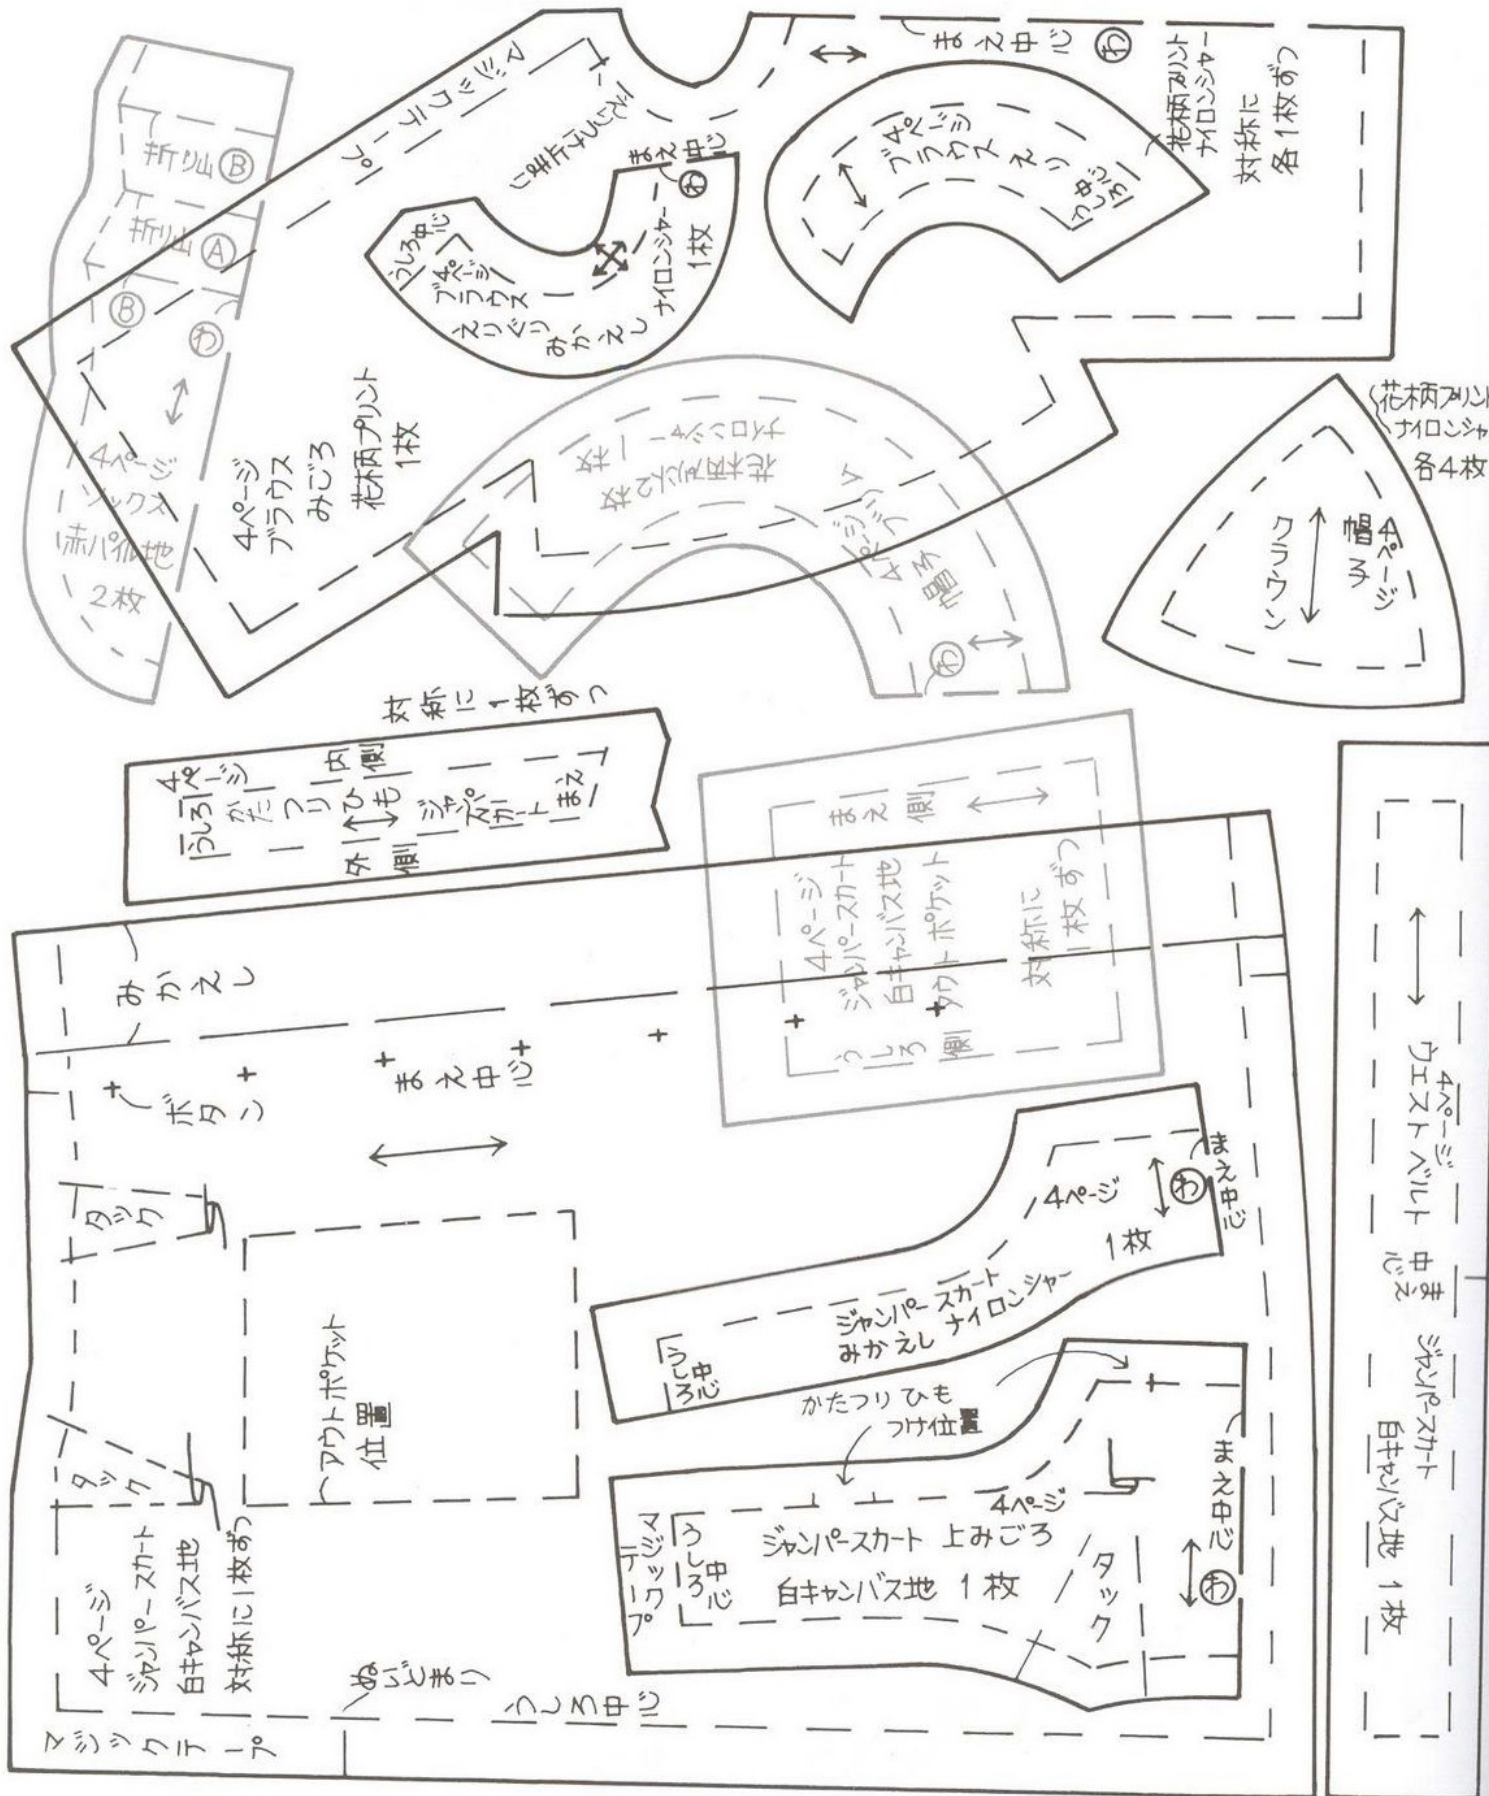 折り山 Ⓑ
折り山 Ⓐ
Ⓑ
わ
4ページ
ソックス
赤パイル地
2枚
マジックテープ
えりつけ止まり
まえ中心
わ
4ページ
ブラウス
みごろ
花柄プリント
1枚
うしろ中心
4ページ
ブラウス
えりぐり
みかえし
ナイロンシャー
1枚
まえ中心
わ
4ページ
ブラウスえり
うしろ中心
花柄プリント
ナイロンシャー
対称に
各1枚ずつ
花柄プリント2枚
ナイロンシャー1枚
4ページ
帽子
わ
花柄プリント
ナイロンシャ
各4枚
4ページ
帽子
クラウン
対称に1枚ずつ
4ページ
うしろ
かたつりひも
内側
外側
ジャンパースカート
まえ
まえ側
4ページ
ジャンパースカート
白キャンバス地
アウトポケット
対称に
1枚ずつ
うしろ側
みかえし
ボタン
まえ中心
タック
タック
アウトポケット
位置
4ページ
ジャンパースカート
白キャンバス地
対称に1枚ずつ
ぬいどまり
うしろ中心
マジックテープ
4ページ
わ
まえ中心
1枚
ジャンパースカート
みかえし ナイロンシャー
うしろ中心
かたつりひも
つけ位置
4ページ
ジャンパースカート 上みごろ
白キャンバス地 1枚
マジックテープ
うしろ中心
タック
まえ中心
わ
4ページ
ウエストベルト
まえ中心
ジャンパースカート
白キャンバス地 1枚